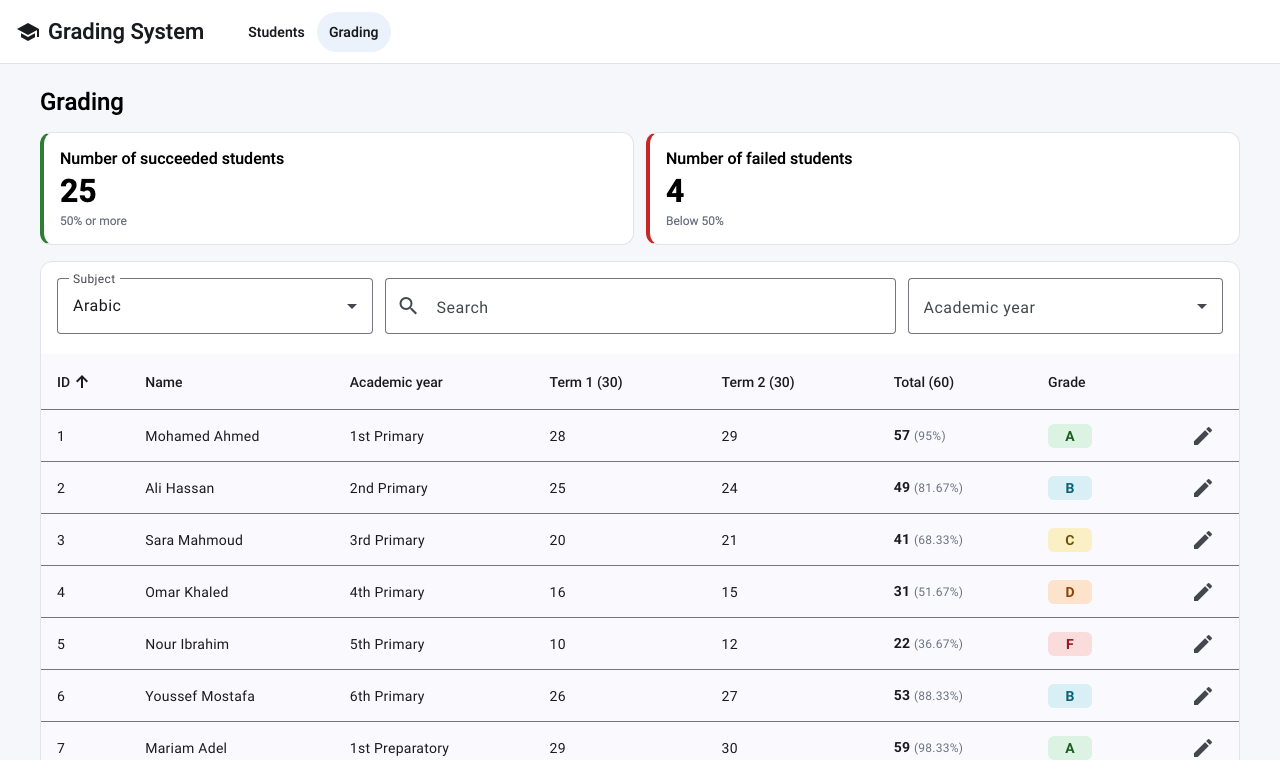 Grading System Students Grading
Grading
Number of succeeded students
25
50% or more
Number of failed students
4
Below 50%
Subject
Arabic
Search
Academic year
ID Name Academic year Term 1 (30) Term 2 (30) Total (60) Grade
1 Mohamed Ahmed 1st Primary 28 29 57 (95%) A
2 Ali Hassan 2nd Primary 25 24 49 (81.67%) B
3 Sara Mahmoud 3rd Primary 20 21 41 (68.33%) C
4 Omar Khaled 4th Primary 16 15 31 (51.67%) D
5 Nour Ibrahim 5th Primary 10 12 22 (36.67%) F
6 Youssef Mostafa 6th Primary 26 27 53 (88.33%) B
7 Mariam Adel 1st Preparatory 29 30 59 (98.33%) A